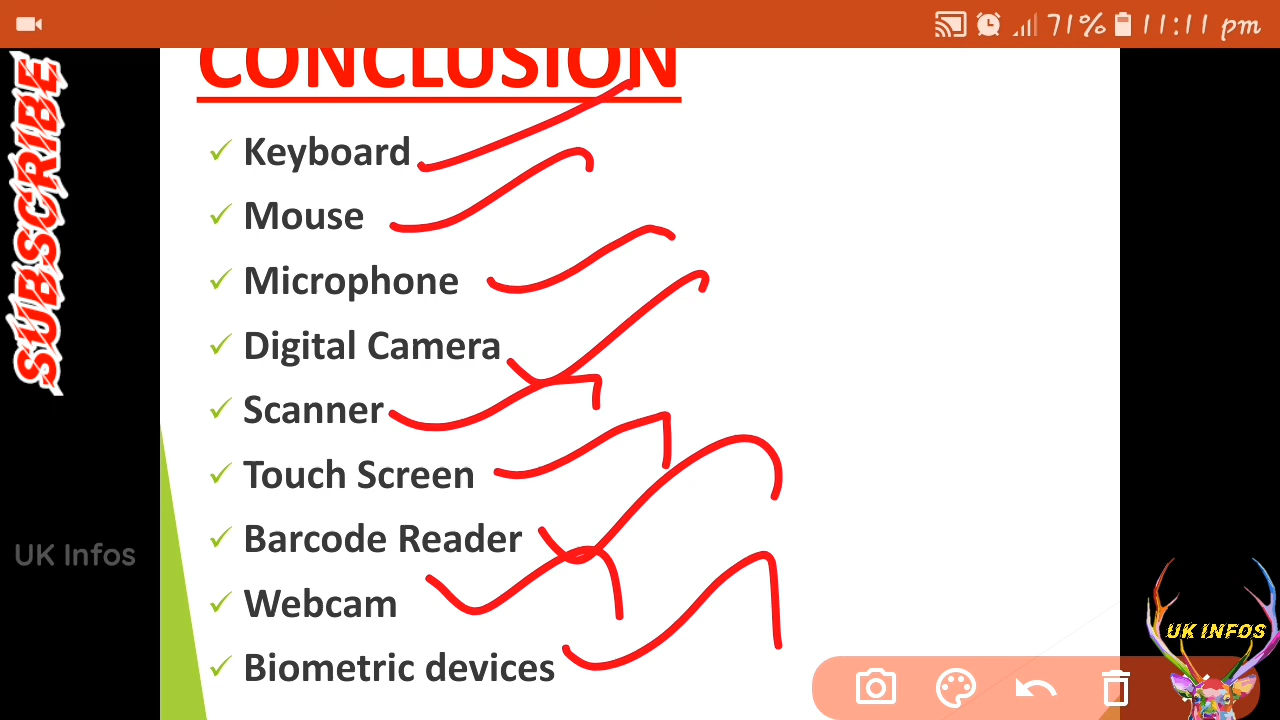 71% 11:11 pm
CONCLUSION
SUBSCRIBE
✓ Keyboard
✓ Mouse
✓ Microphone
✓ Digital Camera
✓ Scanner
✓ Touch Screen
✓ Barcode Reader
UK Infos
✓ Webcam
UK INFOS
✓ Biometric devices